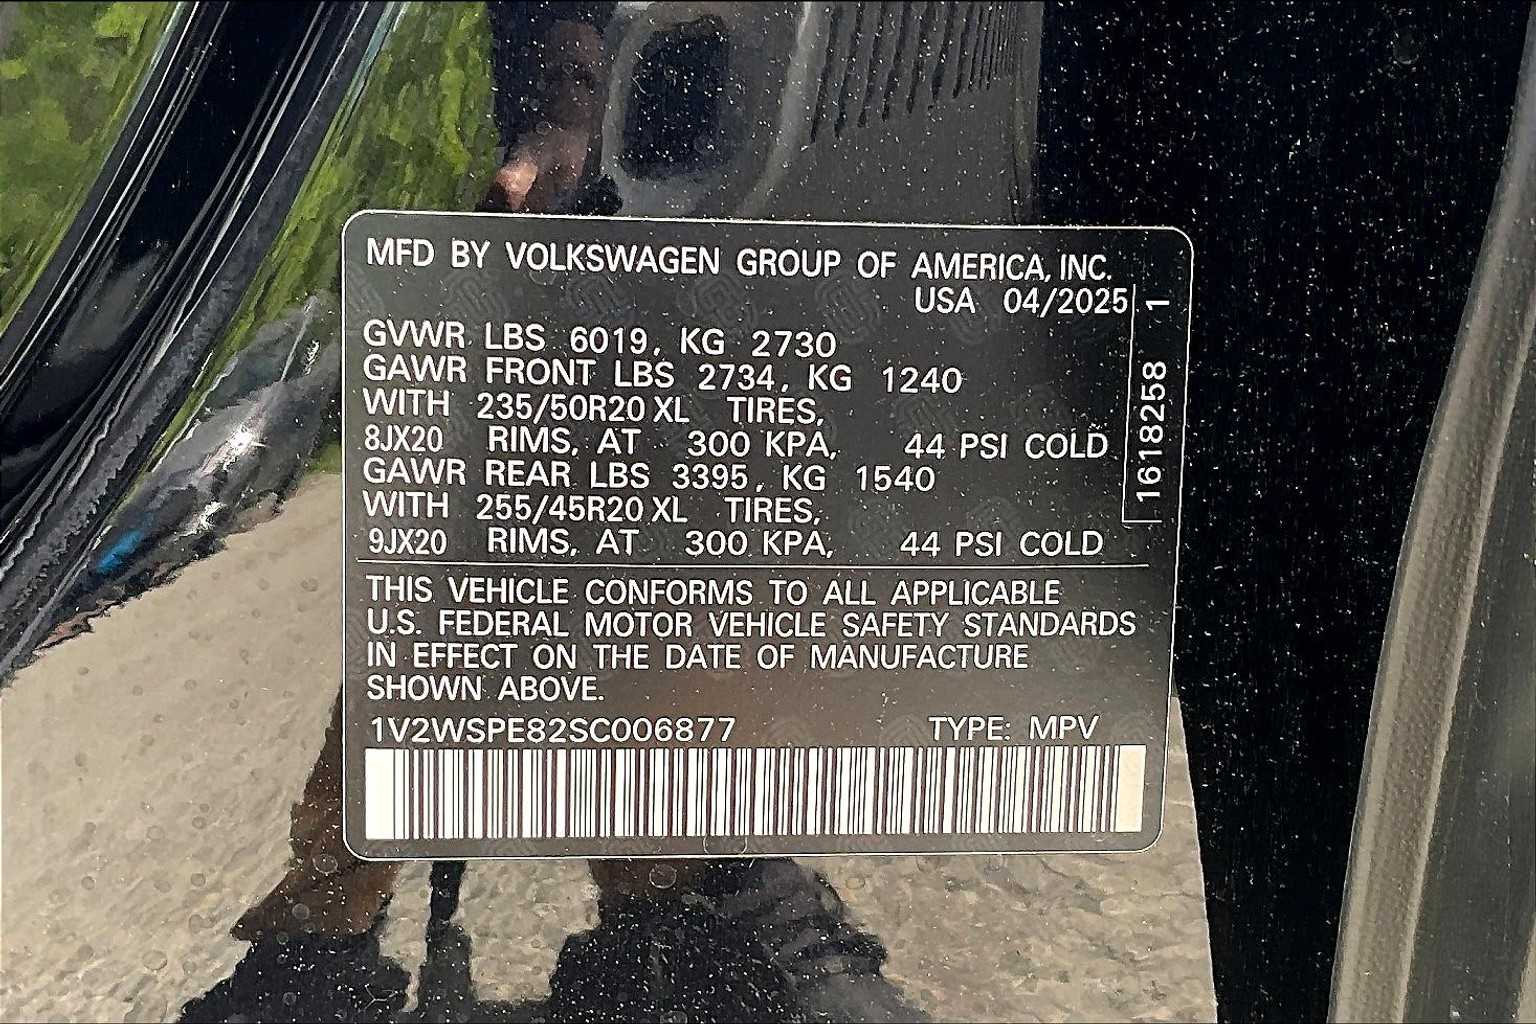 MFD BY VOLKSWAGEN GROUP OF AMERICA, INC.
USA 04/2025
GVWR LBS 6019, KG 2730
GAWR FRONT LBS 2734, KG 1240
WITH 235/50R20 XL TIRES,
8JX20 RIMS, AT 300 KPA, 44 PSI COLD
GAWR REAR LBS 3395, KG 1540
WITH 255/45R20 XL TIRES,
9JX20 RIMS, AT 300 KPA, 44 PSI COLD
THIS VEHICLE CONFORMS TO ALL APPLICABLE
U.S. FEDERAL MOTOR VEHICLE SAFETY STANDARDS
IN EFFECT ON THE DATE OF MANUFACTURE
SHOWN ABOVE.
1V2WSPE82SC006877 TYPE: MPV
1618258 1